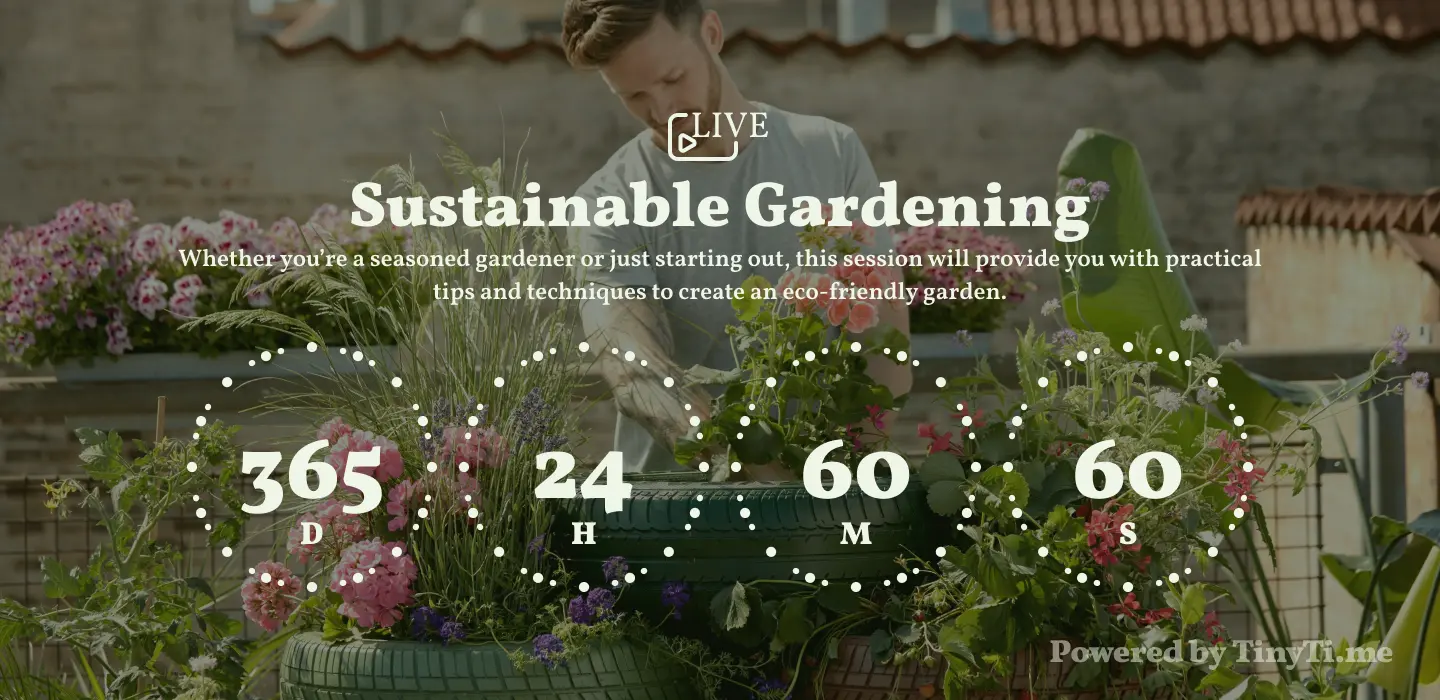 LIVE
Sustainable Gardening
Whether you’re a seasoned gardener or just starting out, this session will provide you with practical
tips and techniques to create an eco-friendly garden.
365 24 60 60
D H M S
Powered by TinyTi.me